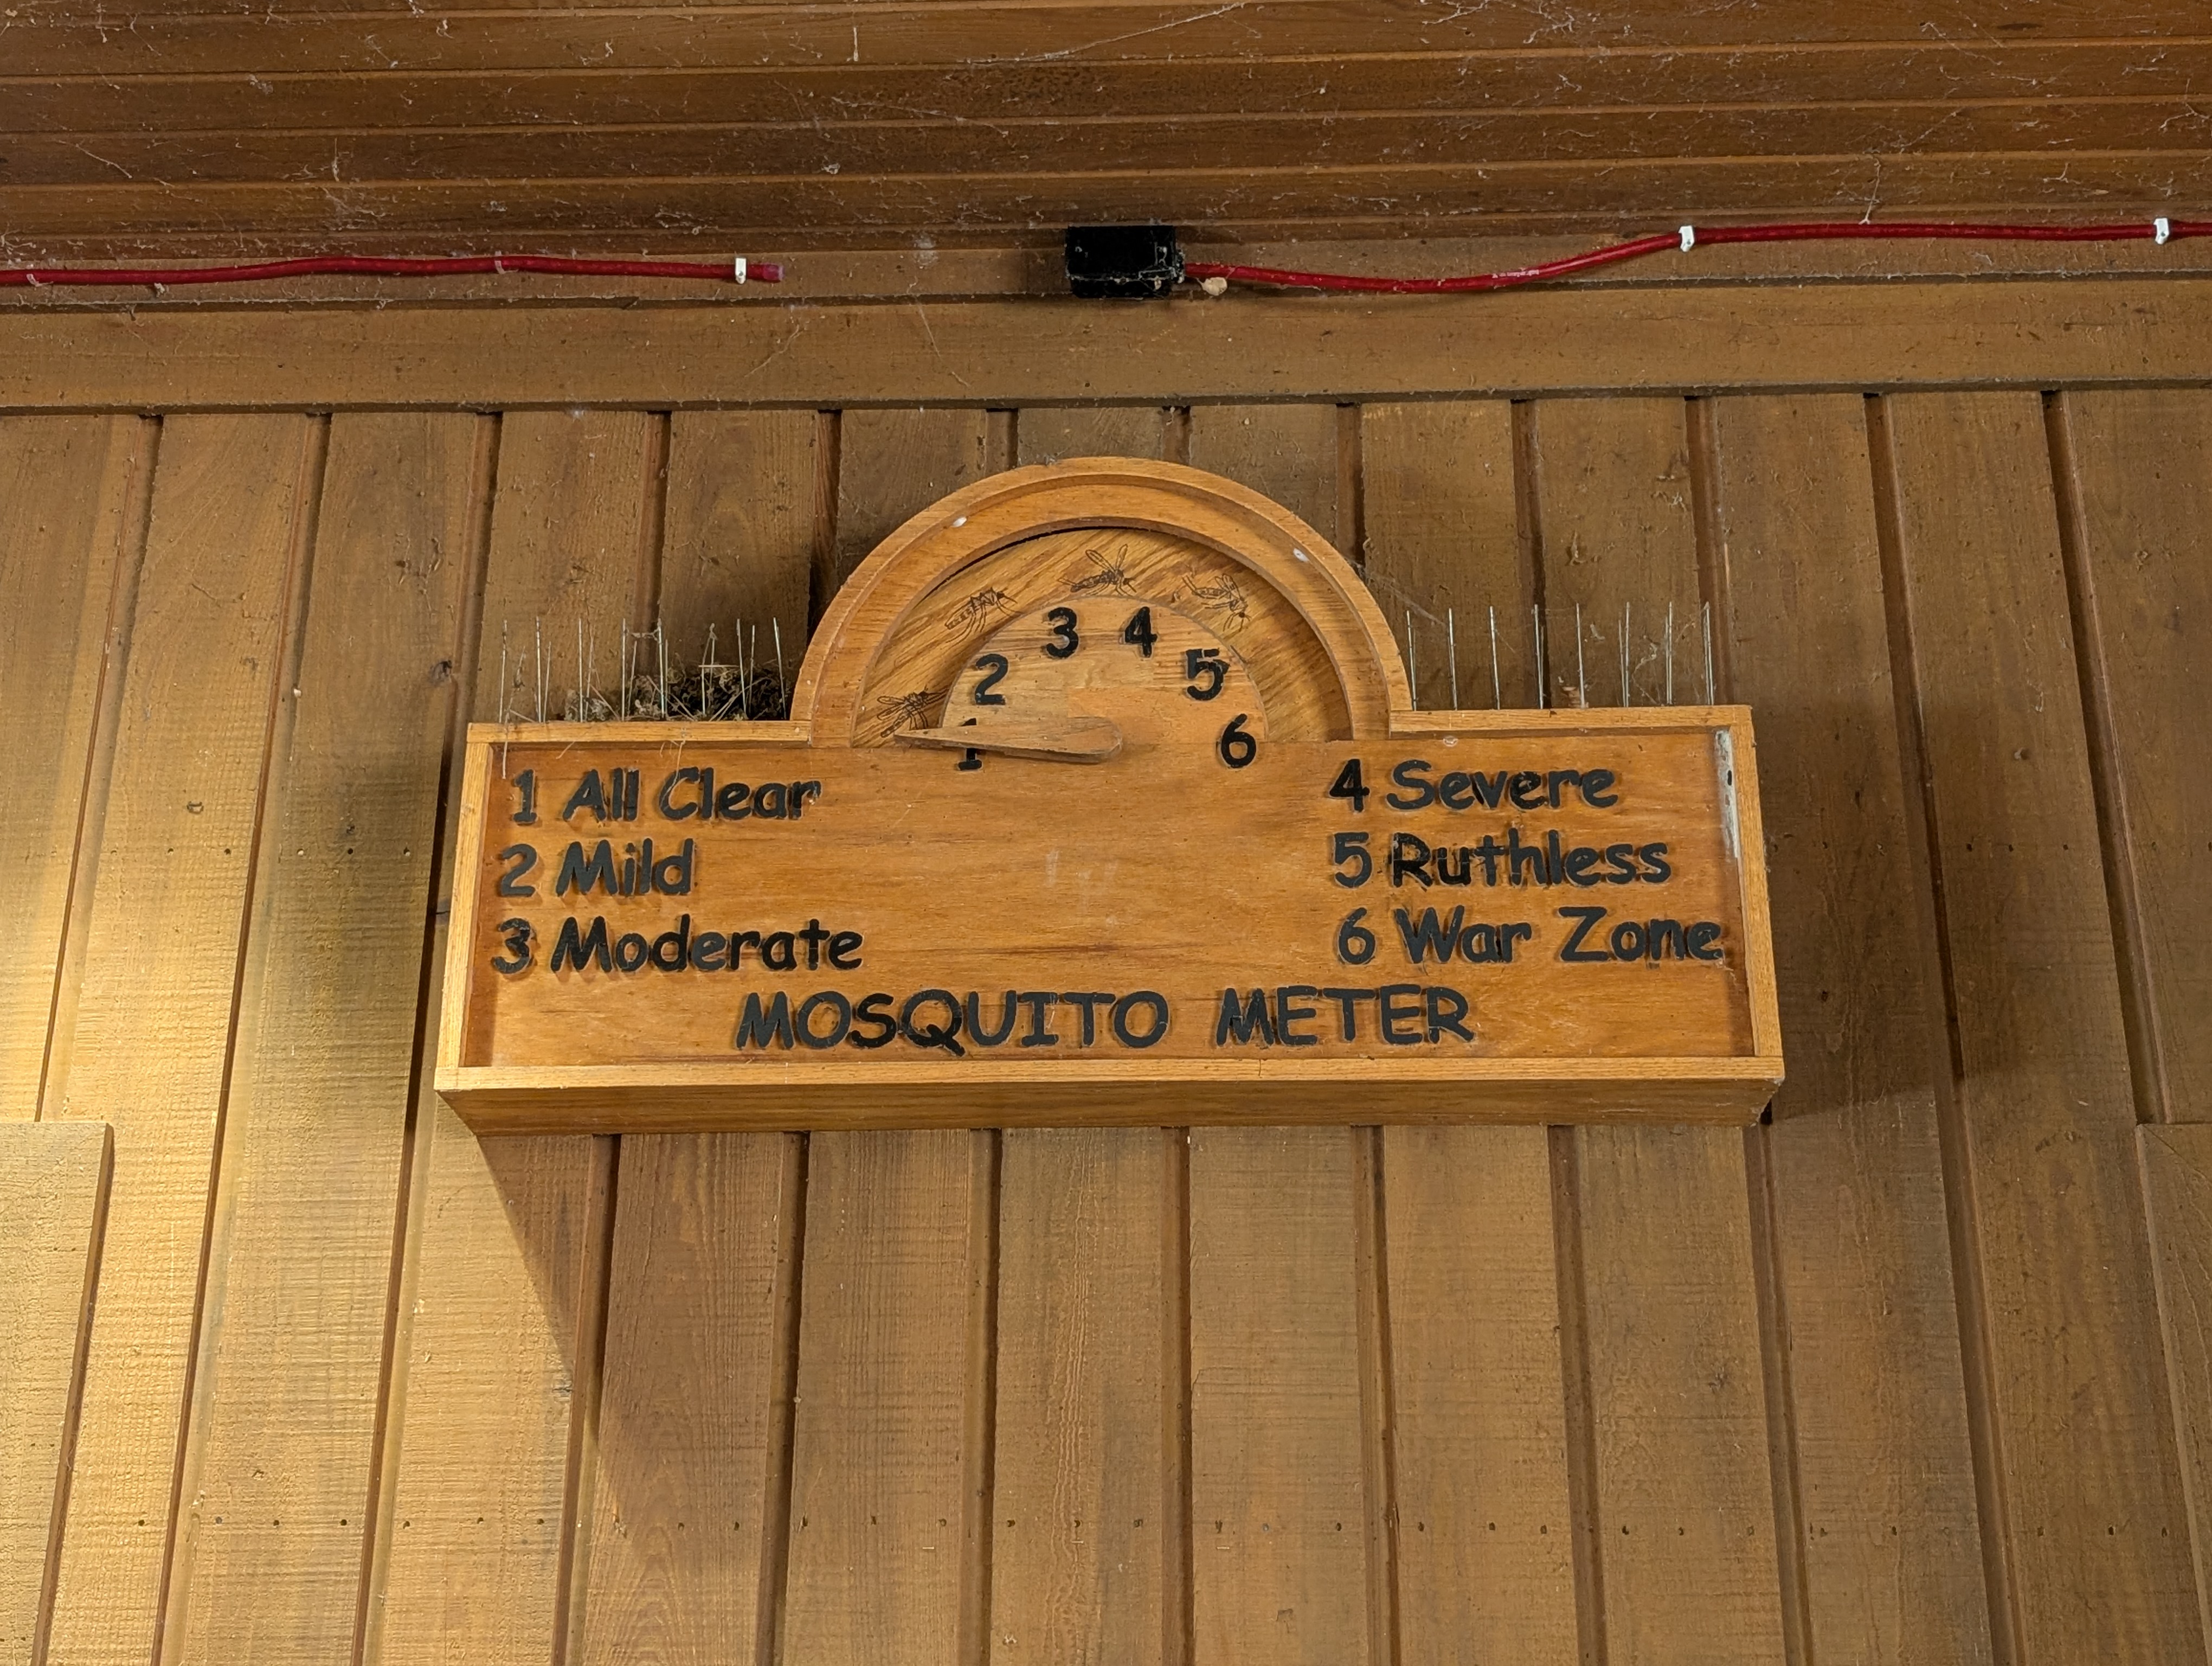 1 2 3 4 5 6
1 All Clear
2 Mild
3 Moderate
4 Severe
5 Ruthless
6 War Zone
MOSQUITO METER